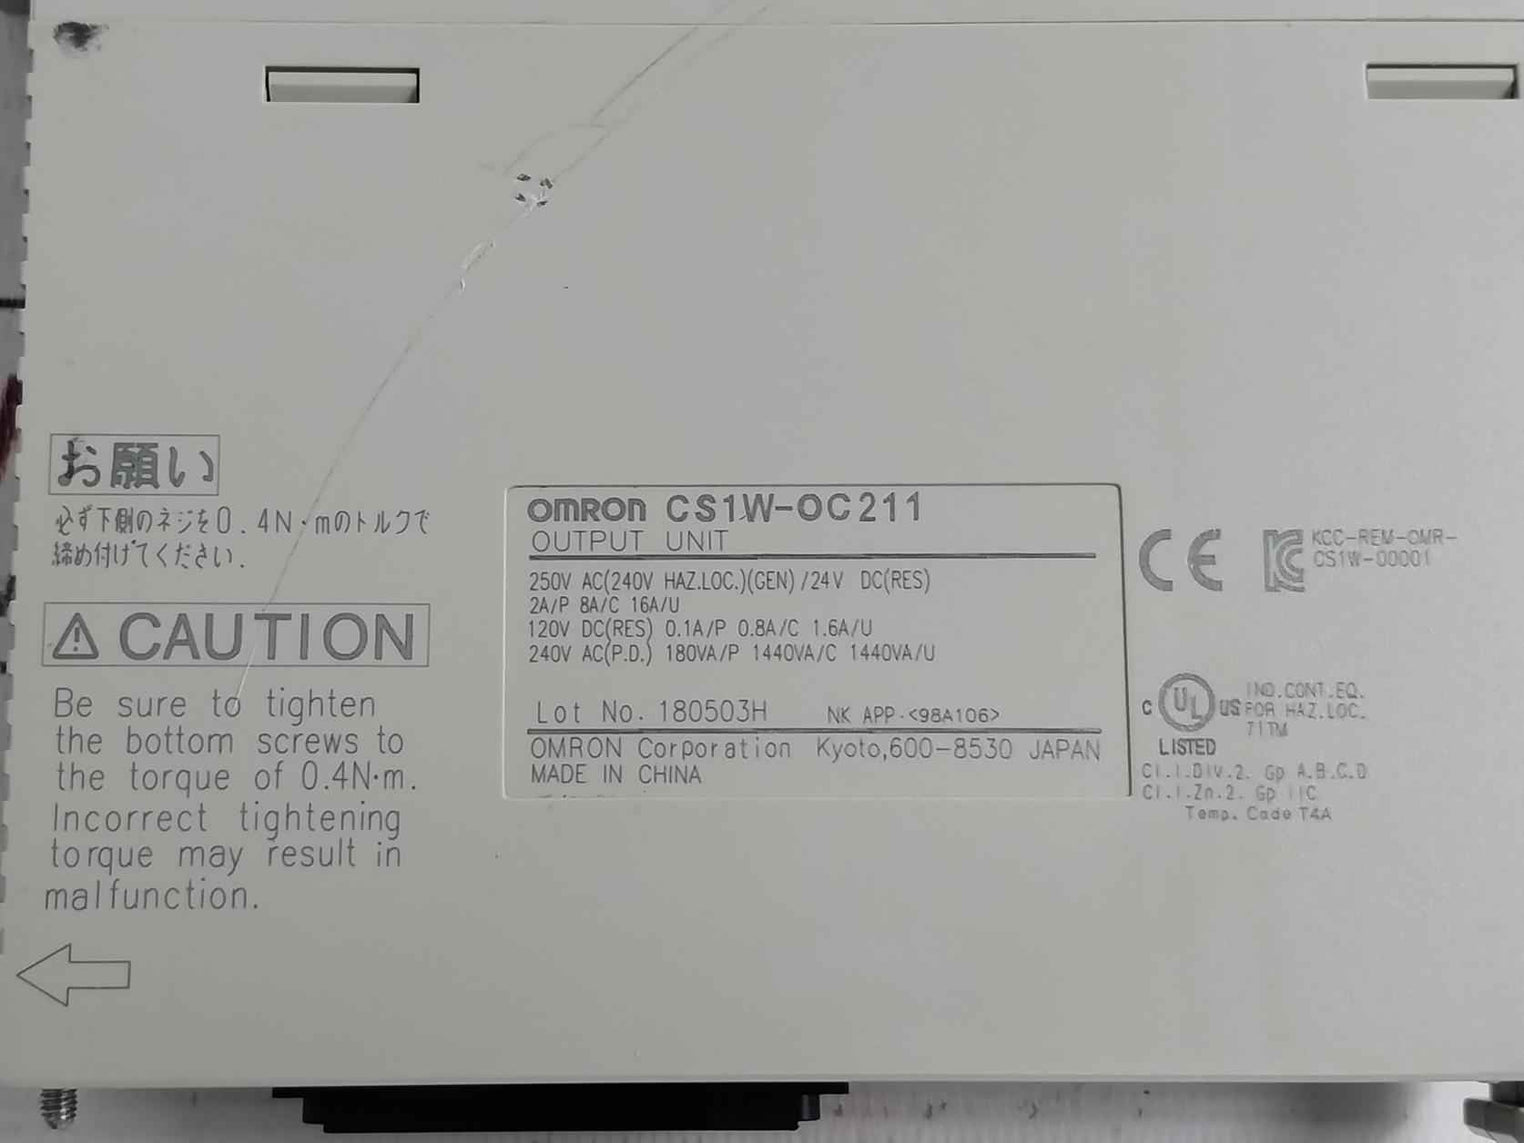 お願い
必ず下側のネジを0.4N·mのトルクで
締め付けてください.
⚠ CAUTION
Be sure to tighten
the bottom screws to
the torque of 0.4N·m.
Incorrect tightening
torque may result in
malfunction.
OMRON CS1W-OC211
OUTPUT UNIT
250V AC(240V HAZ.LOC.)(GEN)/24V DC(RES)
2A/P 8A/C 16A/U
120V DC(RES) 0.1A/P 0.8A/C 1.6A/U
240V AC(P.D.) 180VA/P 1440VA/C 1440VA/U
Lot No. 180503H NK APP.<98A106>
OMRON Corporation Kyoto,600-8530 JAPAN
MADE IN CHINA
CE
KC
KCC-REM-OMR-
CS1W-00001
C UL US
LISTED
IND.CONT.EQ.
FOR HAZ.LOC.
71TM
Cl.I.Div.2. Gp A.B.C.D
Cl.I.Zn.2. Gp IIC
Temp. Code T4A